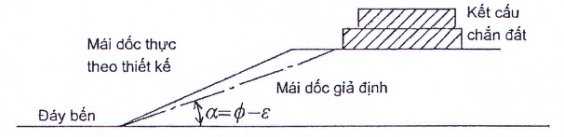 Kết cấu
chắn đất
Mái dốc thực
theo thiết kế
Mái dốc giả định
Đáy bến
α=ϕ−ε